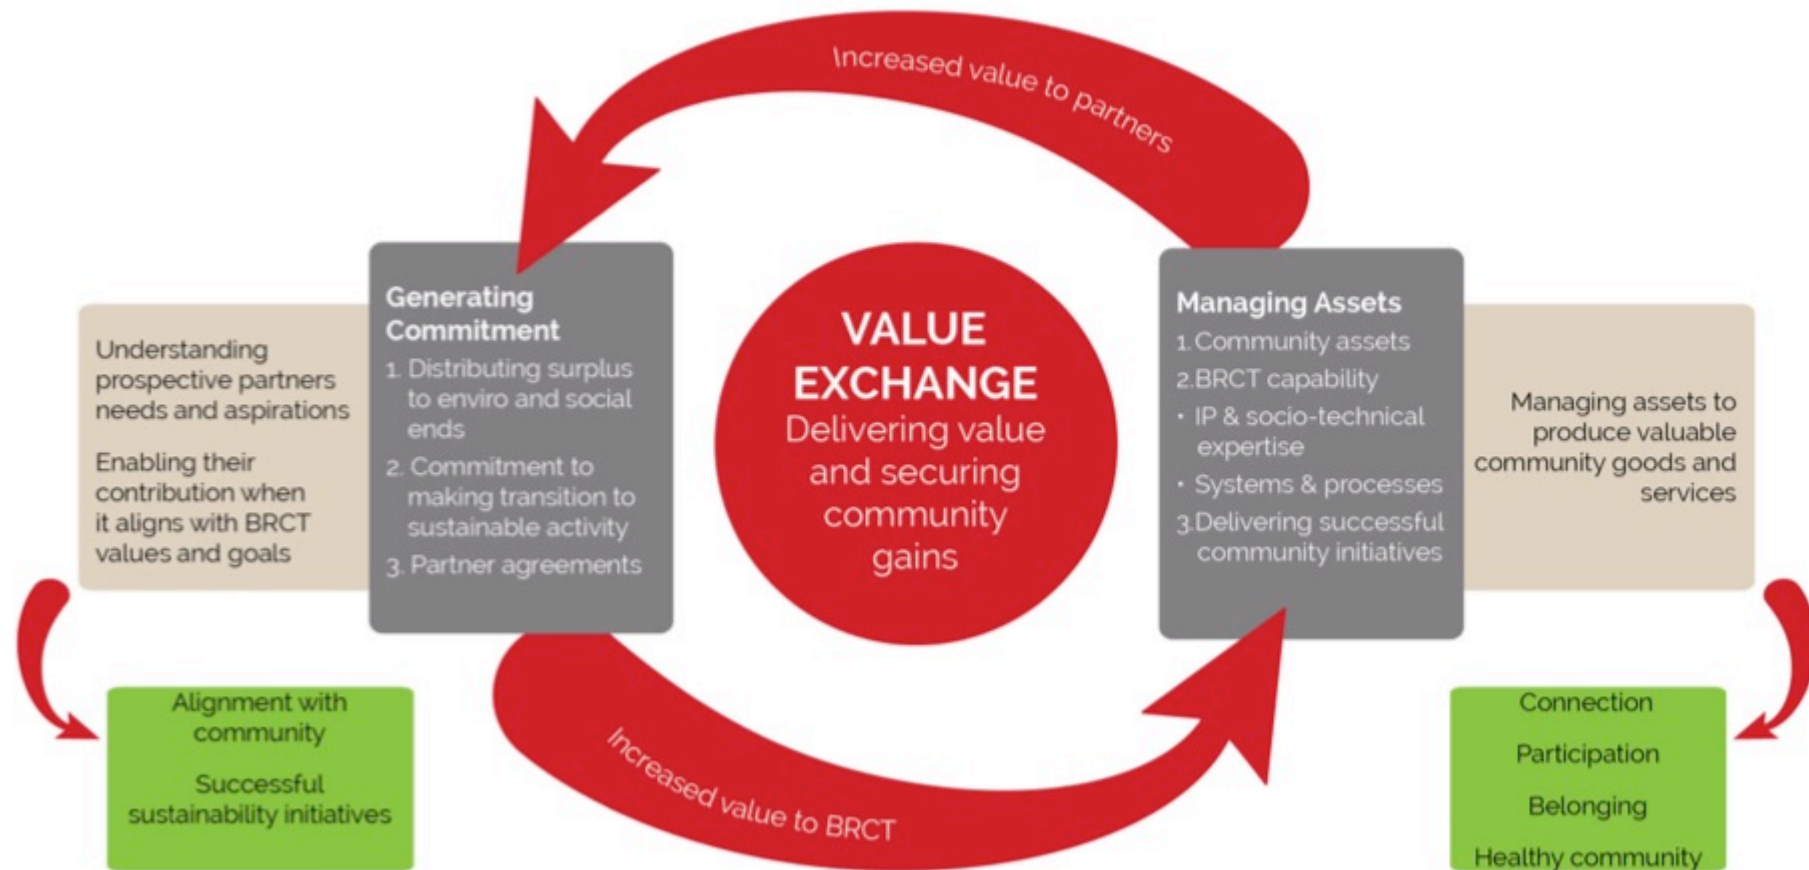 Increased value to partners
Understanding
prospective partners
needs and aspirations
Enabling their
contribution when
it aligns with BRCT
values and goals
Generating
Commitment
1. Distributing surplus
to enviro and social
ends
2. Commitment to
making transition to
sustainable activity
3. Partner agreements
VALUE
EXCHANGE
Delivering value
and securing
community
gains
Managing Assets
1. Community assets
2.BRCT capability
• IP & socio-technical
expertise
• Systems & processes
3.Delivering successful
community initiatives
Managing assets to
produce valuable
community goods and
services
Alignment with
community
Successful
sustainability initiatives
Increased value to BRCT
Connection
Participation
Belonging
Healthy community